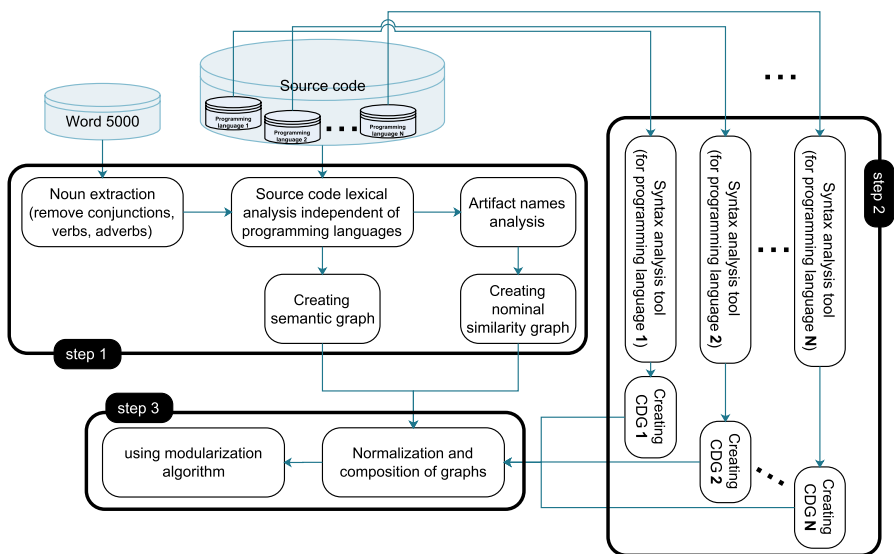 Source code
Programming
language 1
Programming
language 2
Programming
language N
Word 5000
Noun extraction
(remove conjunctions,
verbs, adverbs)
Source code lexical
analysis independent of
programming languages
Artifact names
analysis
Creating
semantic graph
Creating
nominal
similarity graph
step 1
Syntax analysis tool
(for programming language 1)
Syntax analysis tool
(for programming language 2)
Syntax analysis tool
(for programming language N)
step 2
Creating
CDG 1
Creating
CDG 2
Creating
CDG N
step 3
using modularization
algorithm
Normalization and
composition of graphs